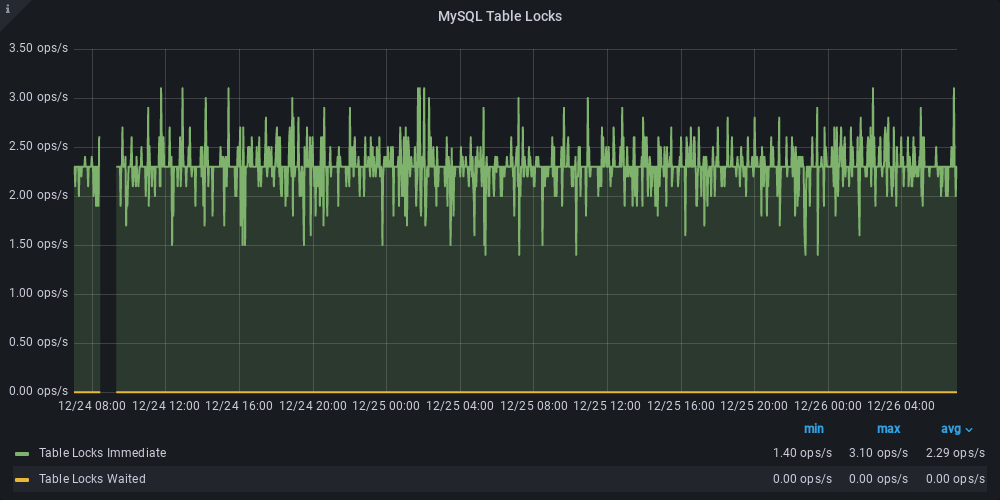 i
MySQL Table Locks
3.50 ops/s
3.00 ops/s
2.50 ops/s
2.00 ops/s
1.50 ops/s
1.00 ops/s
0.50 ops/s
0.00 ops/s
12/24 08:00 12/24 12:00 12/24 16:00 12/24 20:00 12/25 00:00 12/25 04:00 12/25 08:00 12/25 12:00 12/25 16:00 12/25 20:00 12/26 00:00 12/26 04:00
min max avg
Table Locks Immediate 1.40 ops/s 3.10 ops/s 2.29 ops/s
Table Locks Waited 0.00 ops/s 0.00 ops/s 0.00 ops/s